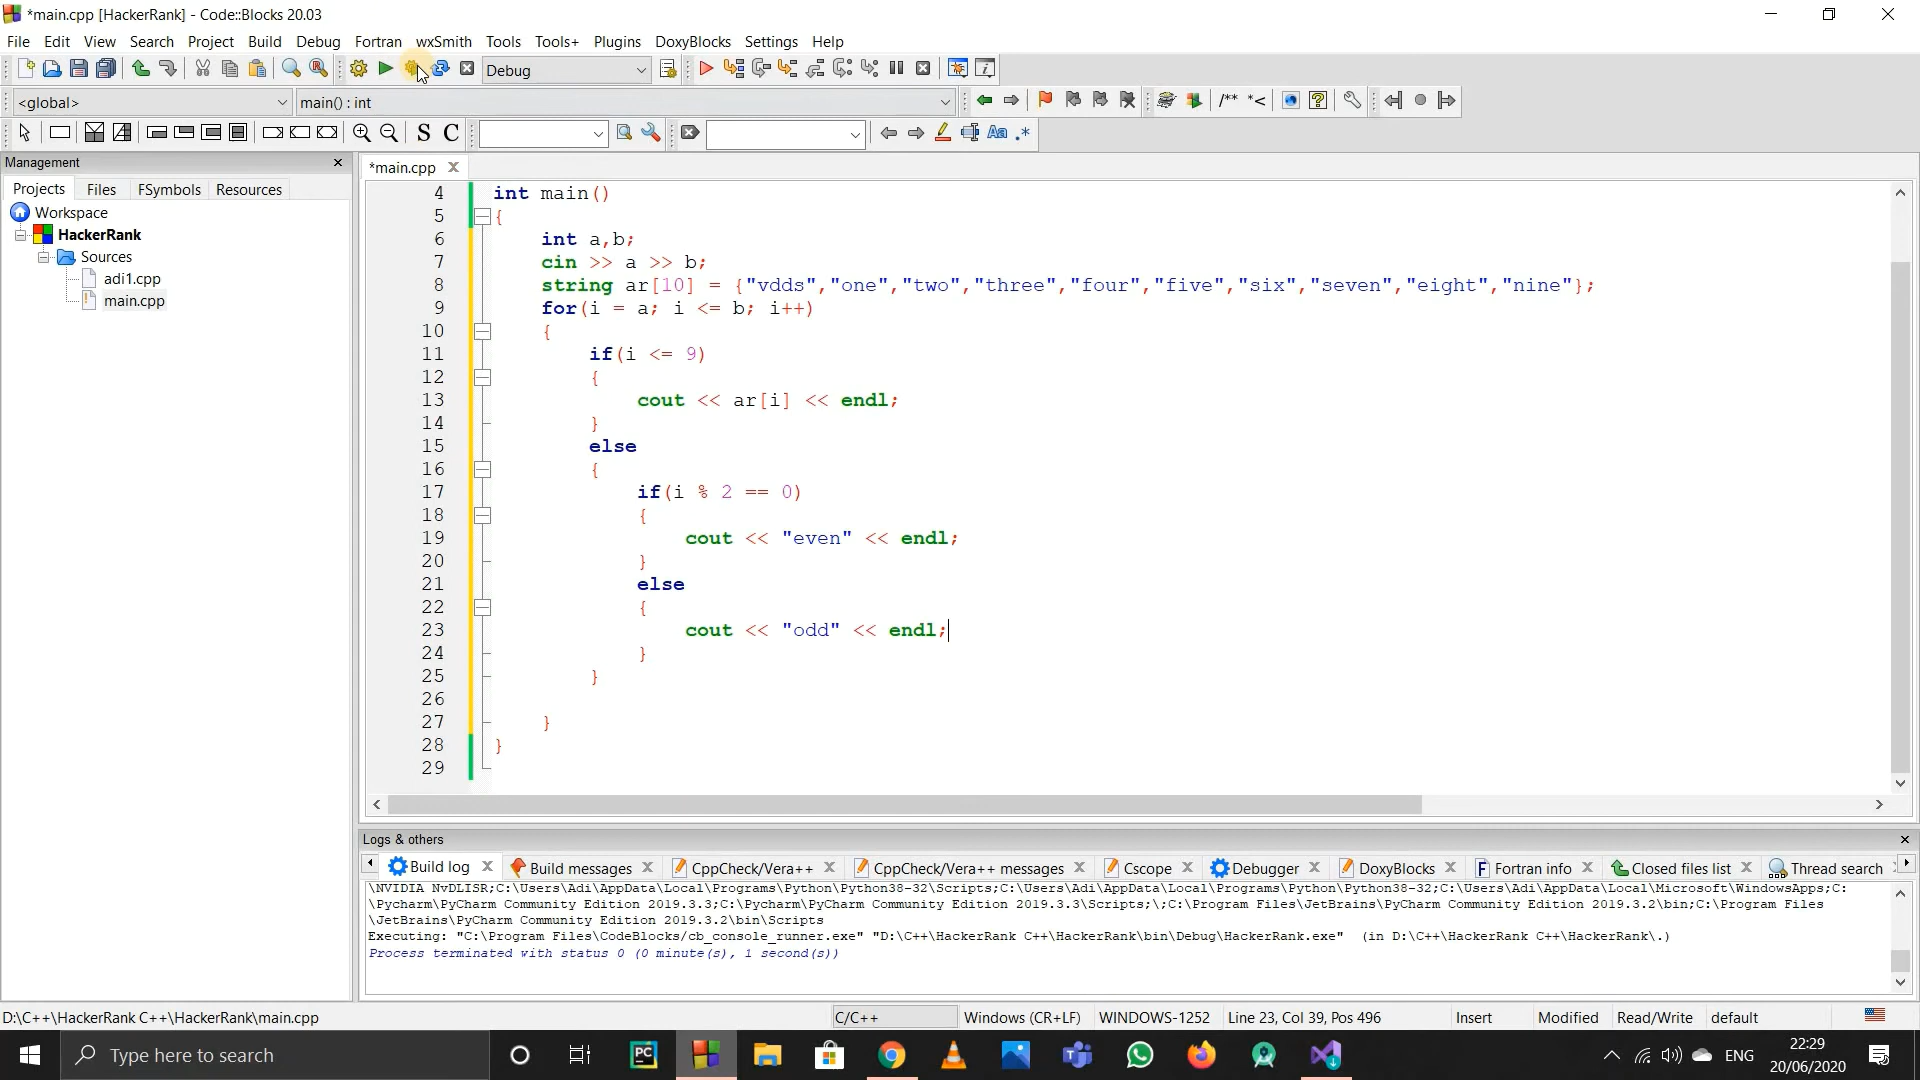 *main.cpp [HackerRank] - Code::Blocks 20.03
File Edit View Search Project Build Debug Fortran wxSmith Tools Tools+ Plugins DoxyBlocks Settings Help
Debug
<global> main() : int /** *<
S C Aa .*
Management
Projects Files FSymbols Resources
Workspace
HackerRank
Sources
adi1.cpp
main.cpp
*main.cpp
4 int main()
5 {
6 int a,b;
7 cin >> a >> b;
8 string ar[10] = {"vdds","one","two","three","four","five","six","seven","eight","nine"};
9 for(i = a; i <= b; i++)
10 {
11 if(i <= 9)
12 {
13 cout << ar[i] << endl;
14 }
15 else
16 {
17 if(i % 2 == 0)
18 {
19 cout << "even" << endl;
20 }
21 else
22 {
23 cout << "odd" << endl;
24 }
25 }
26
27 }
28 }
29
Logs & others
Build log Build messages CppCheck/Vera++ CppCheck/Vera++ messages Cscope Debugger DoxyBlocks Fortran info Closed files list Thread search
\NVIDIA NvDLISR;C:\Users\Adi\AppData\Local\Programs\Python\Python38-32\Scripts;C:\Users\Adi\AppData\Local\Programs\Python\Python38-32;C:\Users\Adi\AppData\Local\Microsoft\WindowsApps;C:
\Pycharm\PyCharm Community Edition 2019.3.3;C:\Pycharm\PyCharm Community Edition 2019.3.3\Scripts;\;C:\Program Files\JetBrains\PyCharm Community Edition 2019.3.2\bin;C:\Program Files
\JetBrains\PyCharm Community Edition 2019.3.2\bin\Scripts
Executing: "C:\Program Files\CodeBlocks/cb_console_runner.exe" "D:\C++\HackerRank C++\HackerRank\bin\Debug\HackerRank.exe" (in D:\C++\HackerRank C++\HackerRank\.)
Process terminated with status 0 (0 minute(s), 1 second(s))
D:\C++\HackerRank C++\HackerRank\main.cpp C/C++ Windows (CR+LF) WINDOWS-1252 Line 23, Col 39, Pos 496 Insert Modified Read/Write default
Type here to search PC ENG 22:29
20/06/2020